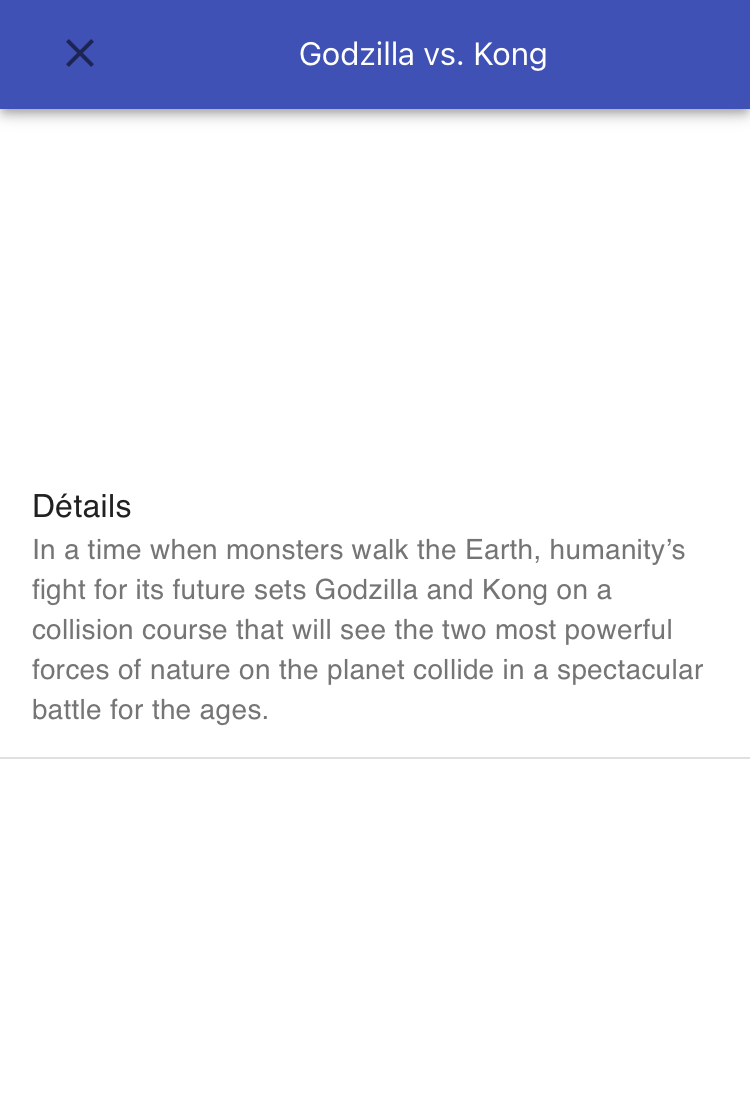 Godzilla vs. Kong
Détails
In a time when monsters walk the Earth, humanity’s
fight for its future sets Godzilla and Kong on a
collision course that will see the two most powerful
forces of nature on the planet collide in a spectacular
battle for the ages.